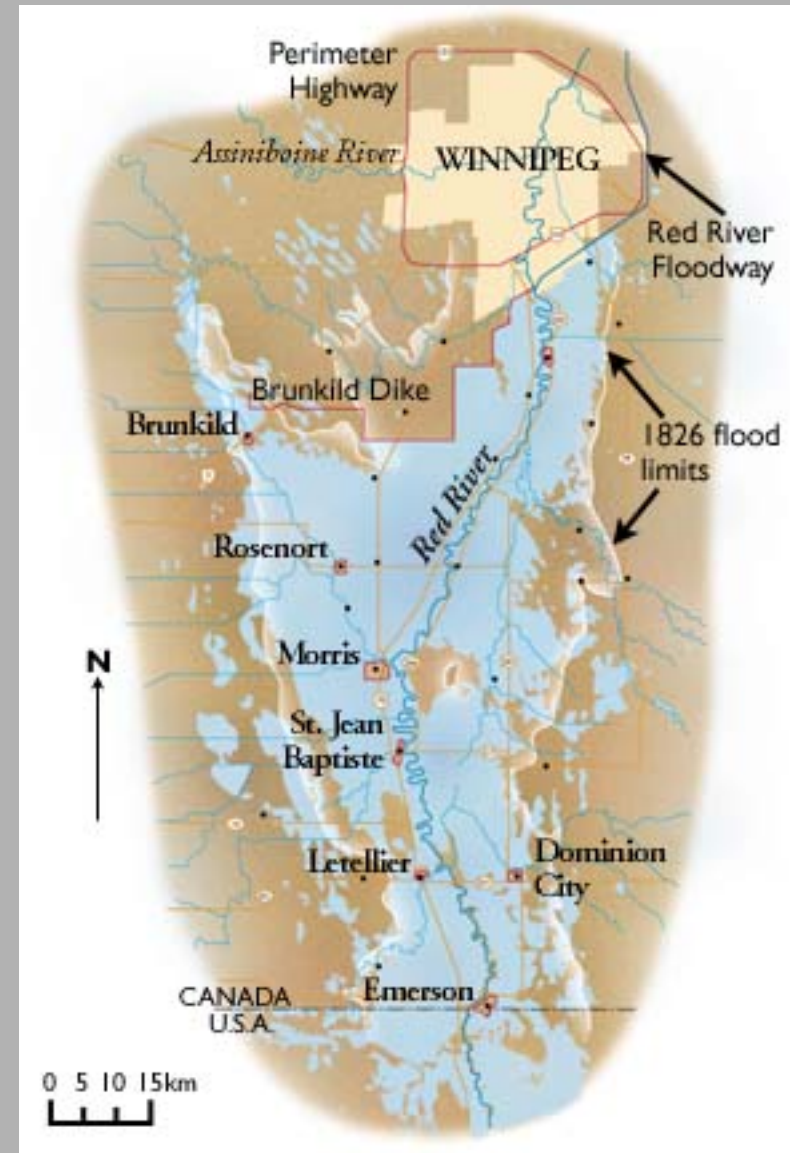 Perimeter
Highway
Assiniboine River
WINNIPEG
Red River
Floodway
Brunkild Dike
Brunkild
1826 flood
limits
Red River
Rosenort
N
Morris
St. Jean
Baptiste
Letellier
Dominion
City
Emerson
CANADA
U.S.A.
0 5 10 15km